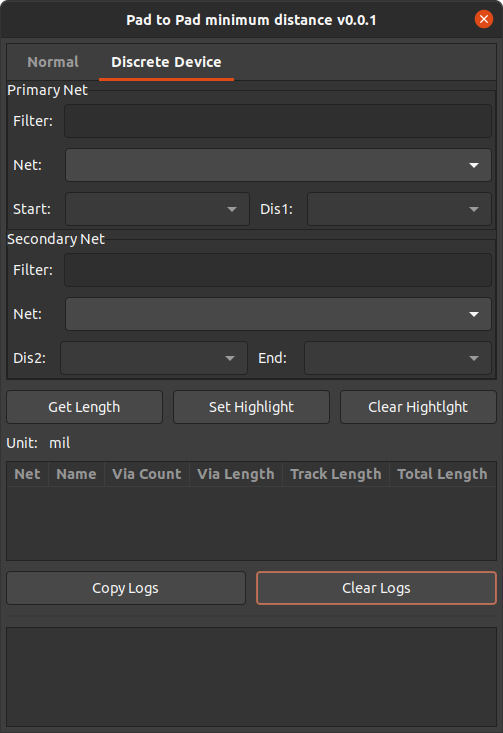 Pad to Pad minimum distance v0.0.1
Normal Discrete Device
Primary Net
Filter:
Net:
Start: Dis1:
Secondary Net
Filter:
Net:
Dis2: End:
Get Length Set Highlight Clear Hightlght
Unit: mil
Net Name Via Count Via Length Track Length Total Length
Copy Logs Clear Logs